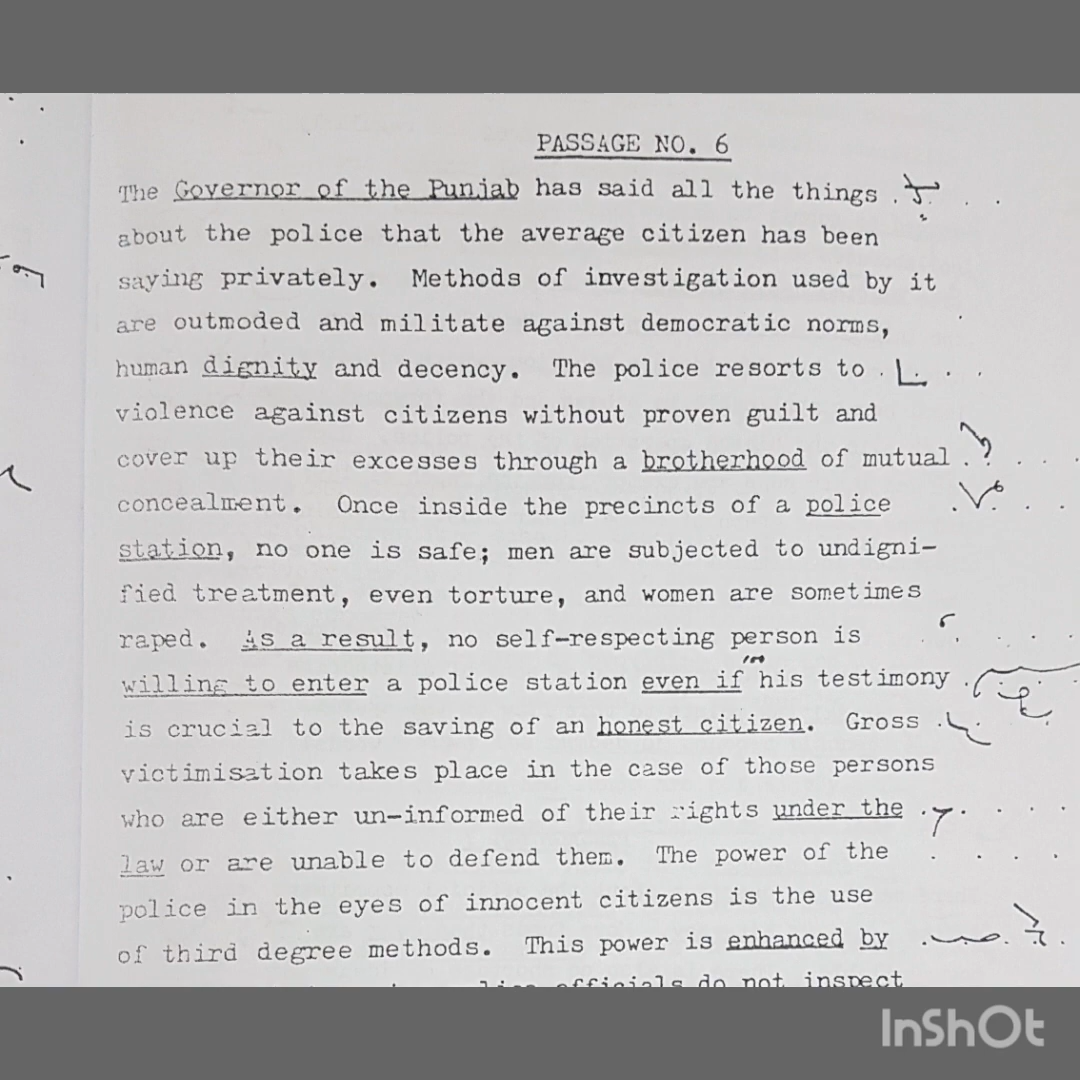 PASSAGE NO. 6
The Governor of the Punjab has said all the things
about the police that the average citizen has been
saying privately. Methods of investigation used by it
are outmoded and militate against democratic norms,
human dignity and decency. The police resorts to
violence against citizens without proven guilt and
cover up their excesses through a brotherhood of mutual
concealment. Once inside the precincts of a police
station, no one is safe; men are subjected to undigni-
fied treatment, even torture, and women are sometimes
raped. As a result, no self-respecting person is
willing to enter a police station even if his testimony
is crucial to the saving of an honest citizen. Gross
victimisation takes place in the case of those persons
who are either un-informed of their rights under the
law or are unable to defend them. The power of the
police in the eyes of innocent citizens is the use
of third degree methods. This power is enhanced by
officials do not inspect
InShOt